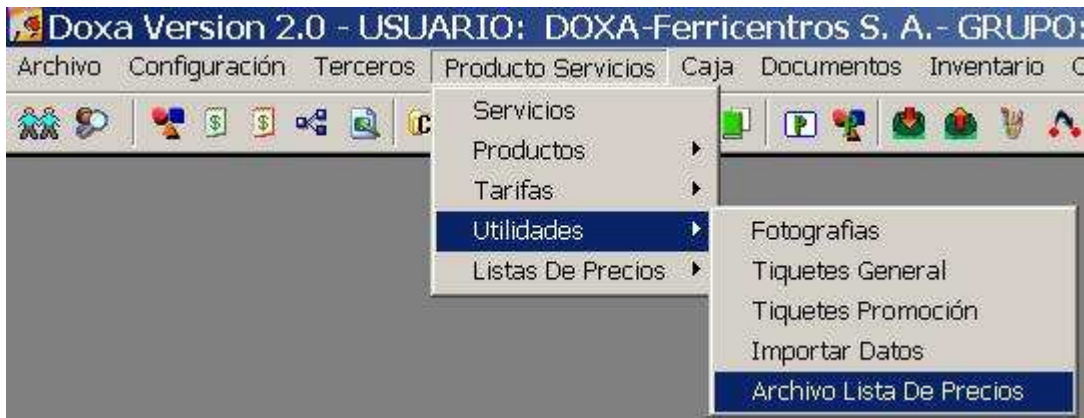 Doxa Version 2.0 - USUARIO: DOXA-Ferricentros S. A.- GRUPO:
Archivo Configuración Terceros Producto Servicios Caja Documentos Inventario
Servicios
Productos
Tarifas
Utilidades
Listas De Precios
Fotografias
Tiquetes General
Tiquetes Promoción
Importar Datos
Archivo Lista De Precios